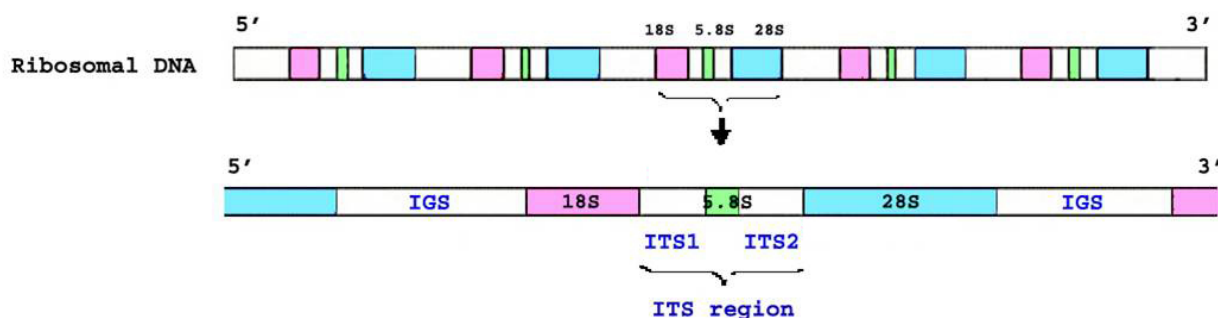 5′ 3′
18S 5.8S 28S
Ribosomal DNA
5′ 3′
IGS 18S 5.8S 28S IGS
ITS1 ITS2
ITS region